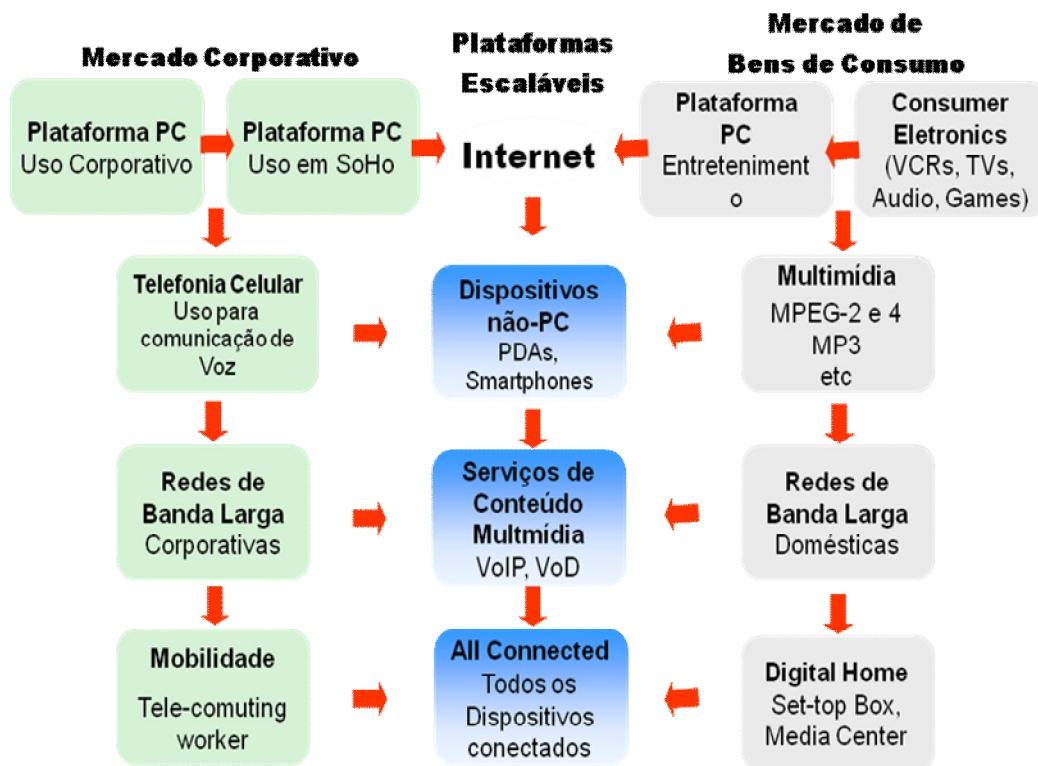 Mercado Corporativo
Plataformas
Escaláveis
Mercado de
Bens de Consumo
Plataforma PC
Uso Corporativo
Plataforma PC
Uso em SoHo
Internet
Plataforma
PC
Entreteniment
o
Consumer
Eletronics
(VCRs, TVs,
Audio, Games)
Telefonia Celular
Uso para
comunicação de
Voz
Dispositivos
não-PC
PDAs,
Smartphones
Multimídia
MPEG-2 e 4
MP3
etc
Redes de
Banda Larga
Corporativas
Serviços de
Conteúdo
Multmídia
VoIP, VoD
Redes de
Banda Larga
Domésticas
Mobilidade
Tele-comuting
worker
All Connected
Todos os
Dispositivos
conectados
Digital Home
Set-top Box,
Media Center